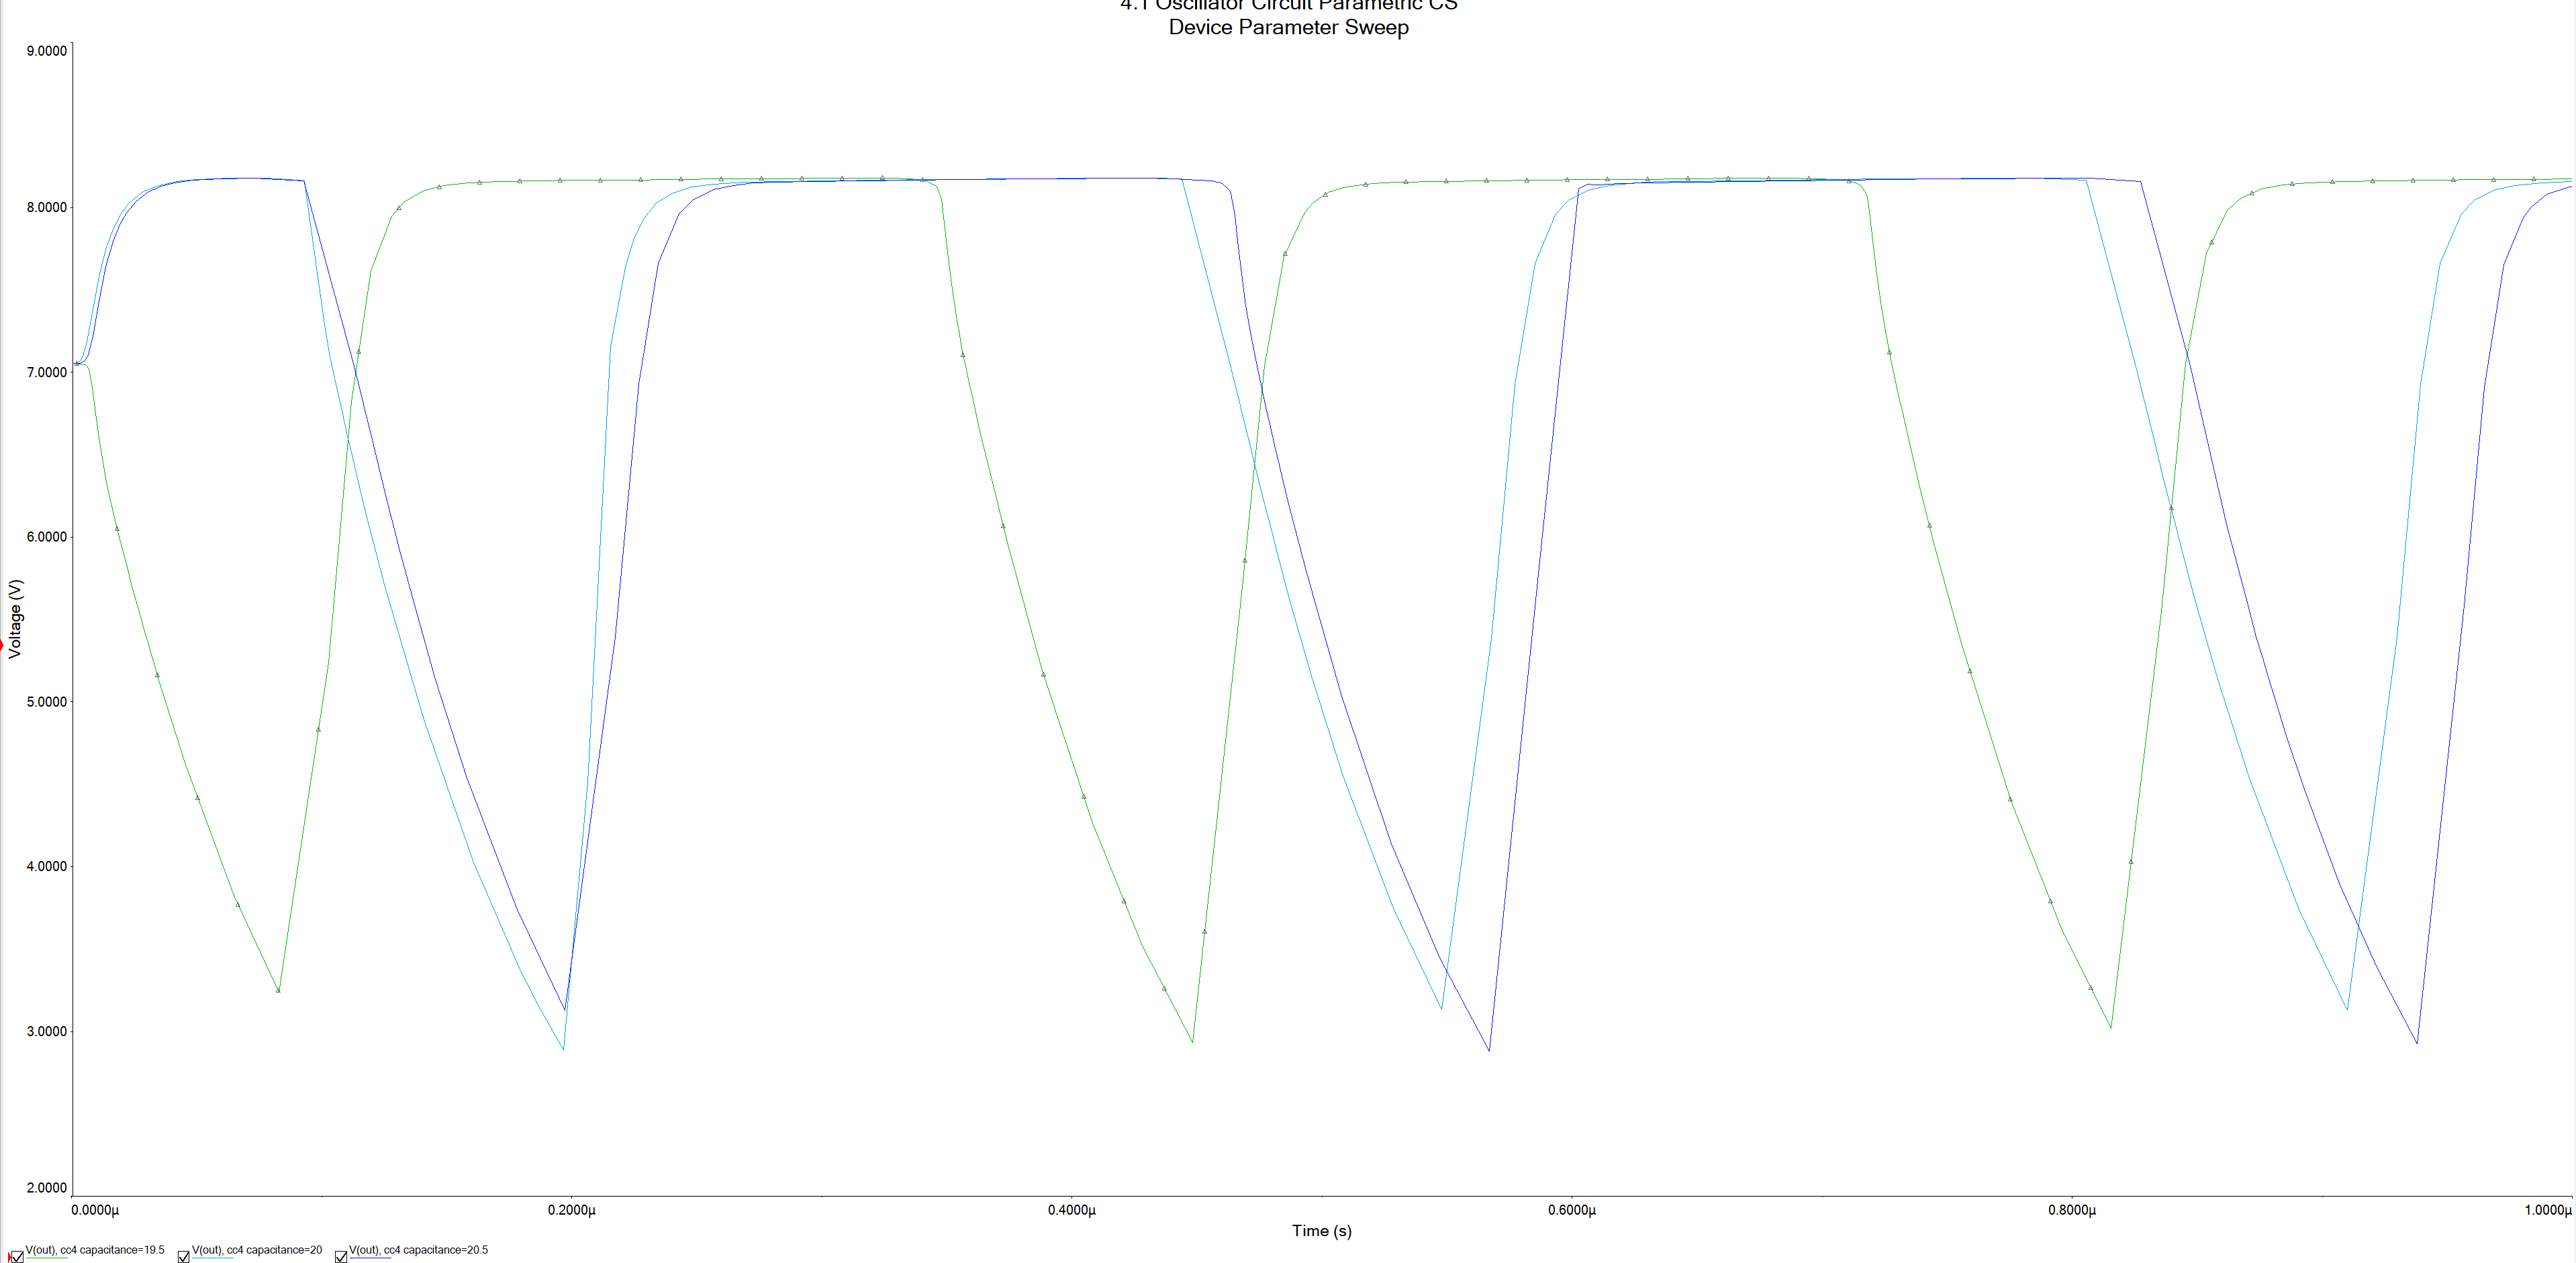 4.1 Oscillator Circuit Parametric CS
Device Parameter Sweep
9.0000
8.0000
7.0000
6.0000
5.0000
4.0000
3.0000
2.0000
Voltage (V)
0.0000µ 0.2000µ 0.4000µ 0.6000µ 0.8000µ 1.0000µ
Time (s)
V(out), cc4 capacitance=19.5 V(out), cc4 capacitance=20 V(out), cc4 capacitance=20.5